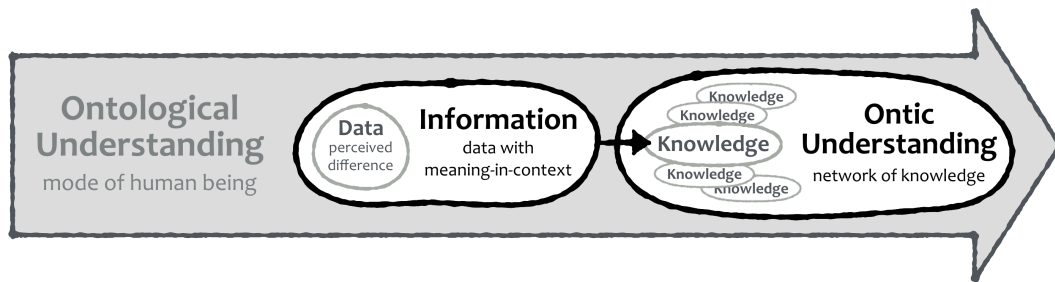 Ontological
Understanding
mode of human being
Data
perceived
difference
Information
data with
meaning-in-context
Knowledge
Knowledge
Knowledge
Knowledge
Knowledge
Ontic
Understanding
network of knowledge